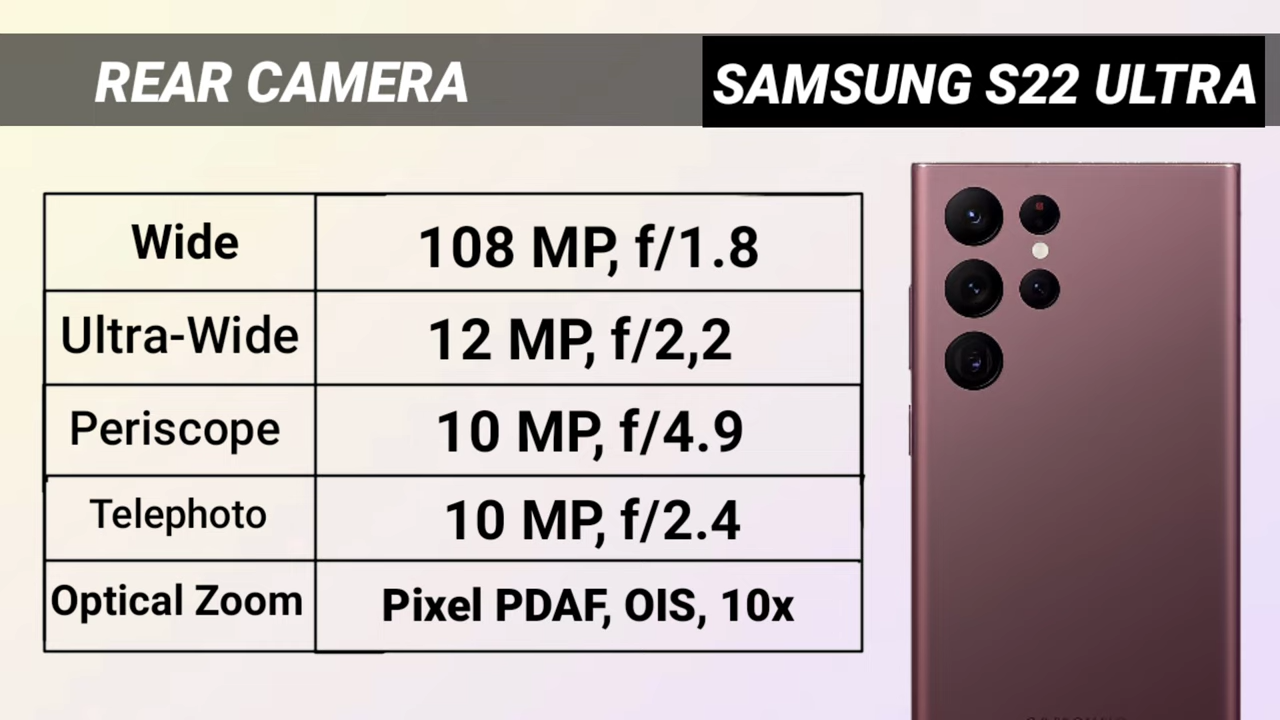 REAR CAMERA
SAMSUNG S22 ULTRA
Wide 108 MP, f/1.8
Ultra-Wide 12 MP, f/2,2
Periscope 10 MP, f/4.9
Telephoto 10 MP, f/2.4
Optical Zoom Pixel PDAF, OIS, 10x